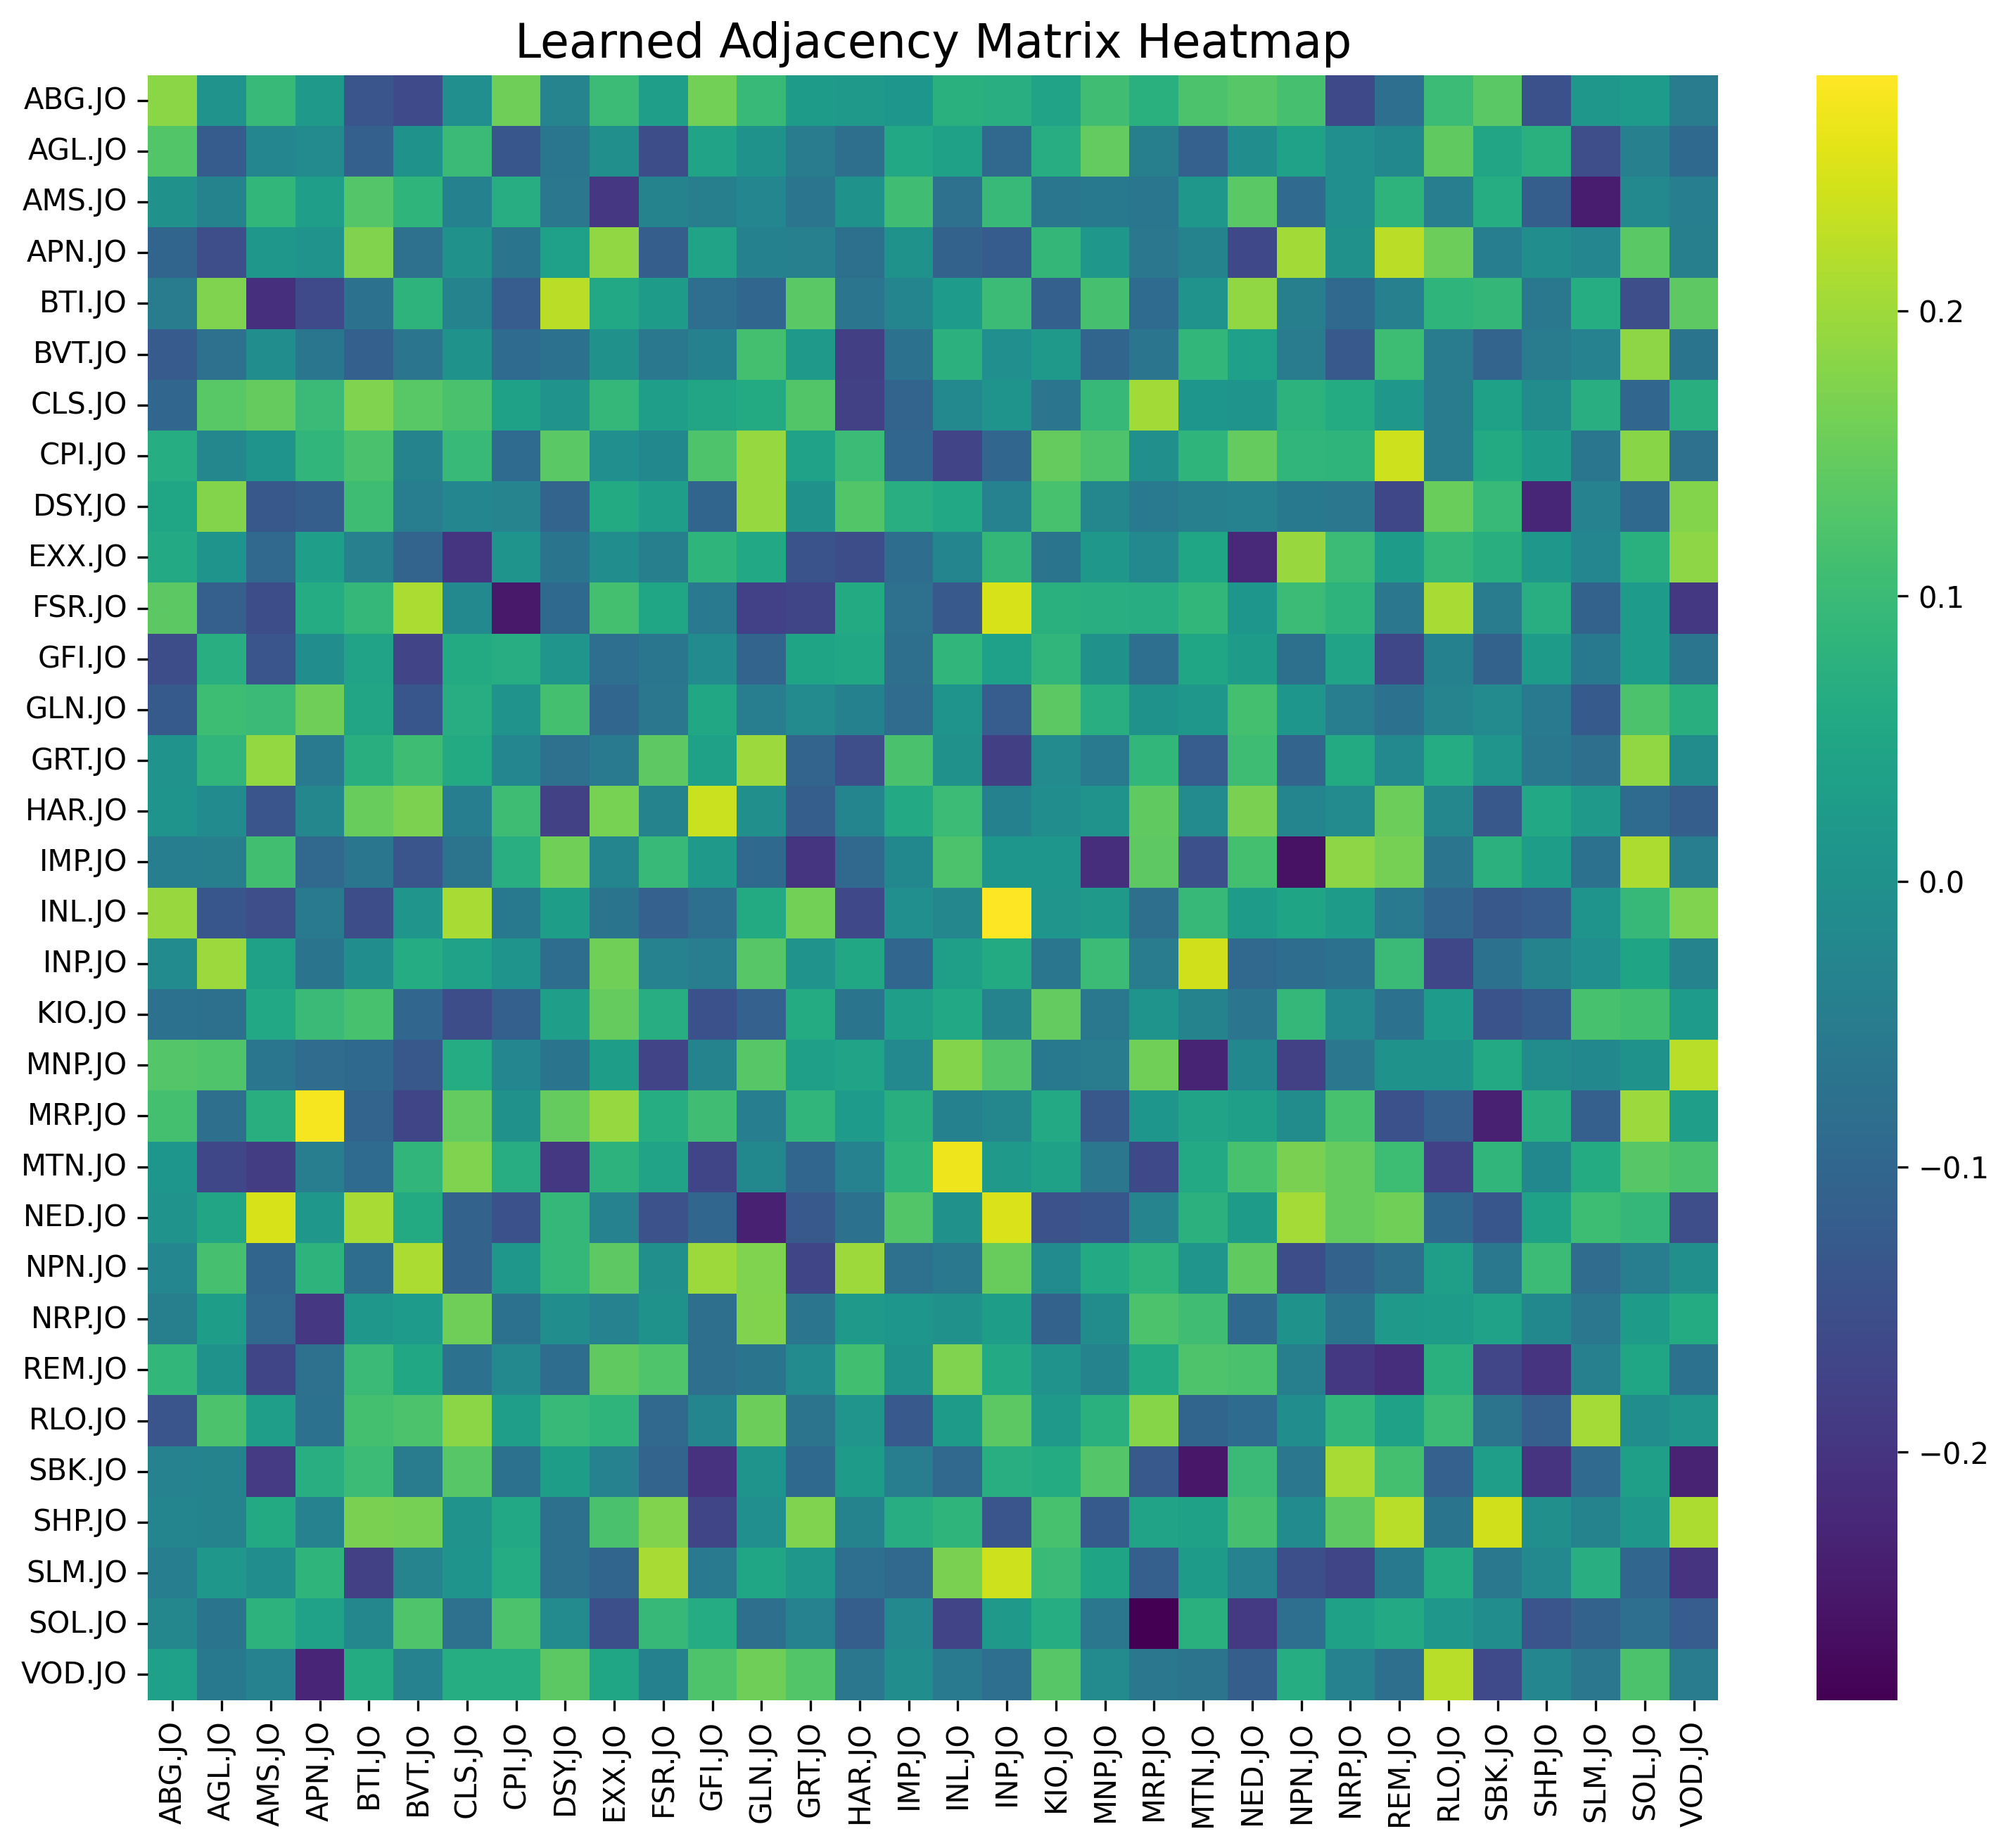 Learned Adjacency Matrix Heatmap
ABG.JO
AGL.JO
AMS.JO
APN.JO
BTI.JO
BVT.JO
CLS.JO
CPI.JO
DSY.JO
EXX.JO
FSR.JO
GFI.JO
GLN.JO
GRT.JO
HAR.JO
IMP.JO
INL.JO
INP.JO
KIO.JO
MNP.JO
MRP.JO
MTN.JO
NED.JO
NPN.JO
NRP.JO
REM.JO
RLO.JO
SBK.JO
SHP.JO
SLM.JO
SOL.JO
VOD.JO
ABG.JO
AGL.JO
AMS.JO
APN.JO
BTI.JO
BVT.JO
CLS.JO
CPI.JO
DSY.JO
EXX.JO
FSR.JO
GFI.JO
GLN.JO
GRT.JO
HAR.JO
IMP.JO
INL.JO
INP.JO
KIO.JO
MNP.JO
MRP.JO
MTN.JO
NED.JO
NPN.JO
NRP.JO
REM.JO
RLO.JO
SBK.JO
SHP.JO
SLM.JO
SOL.JO
VOD.JO
0.2
0.1
0.0
−0.1
−0.2